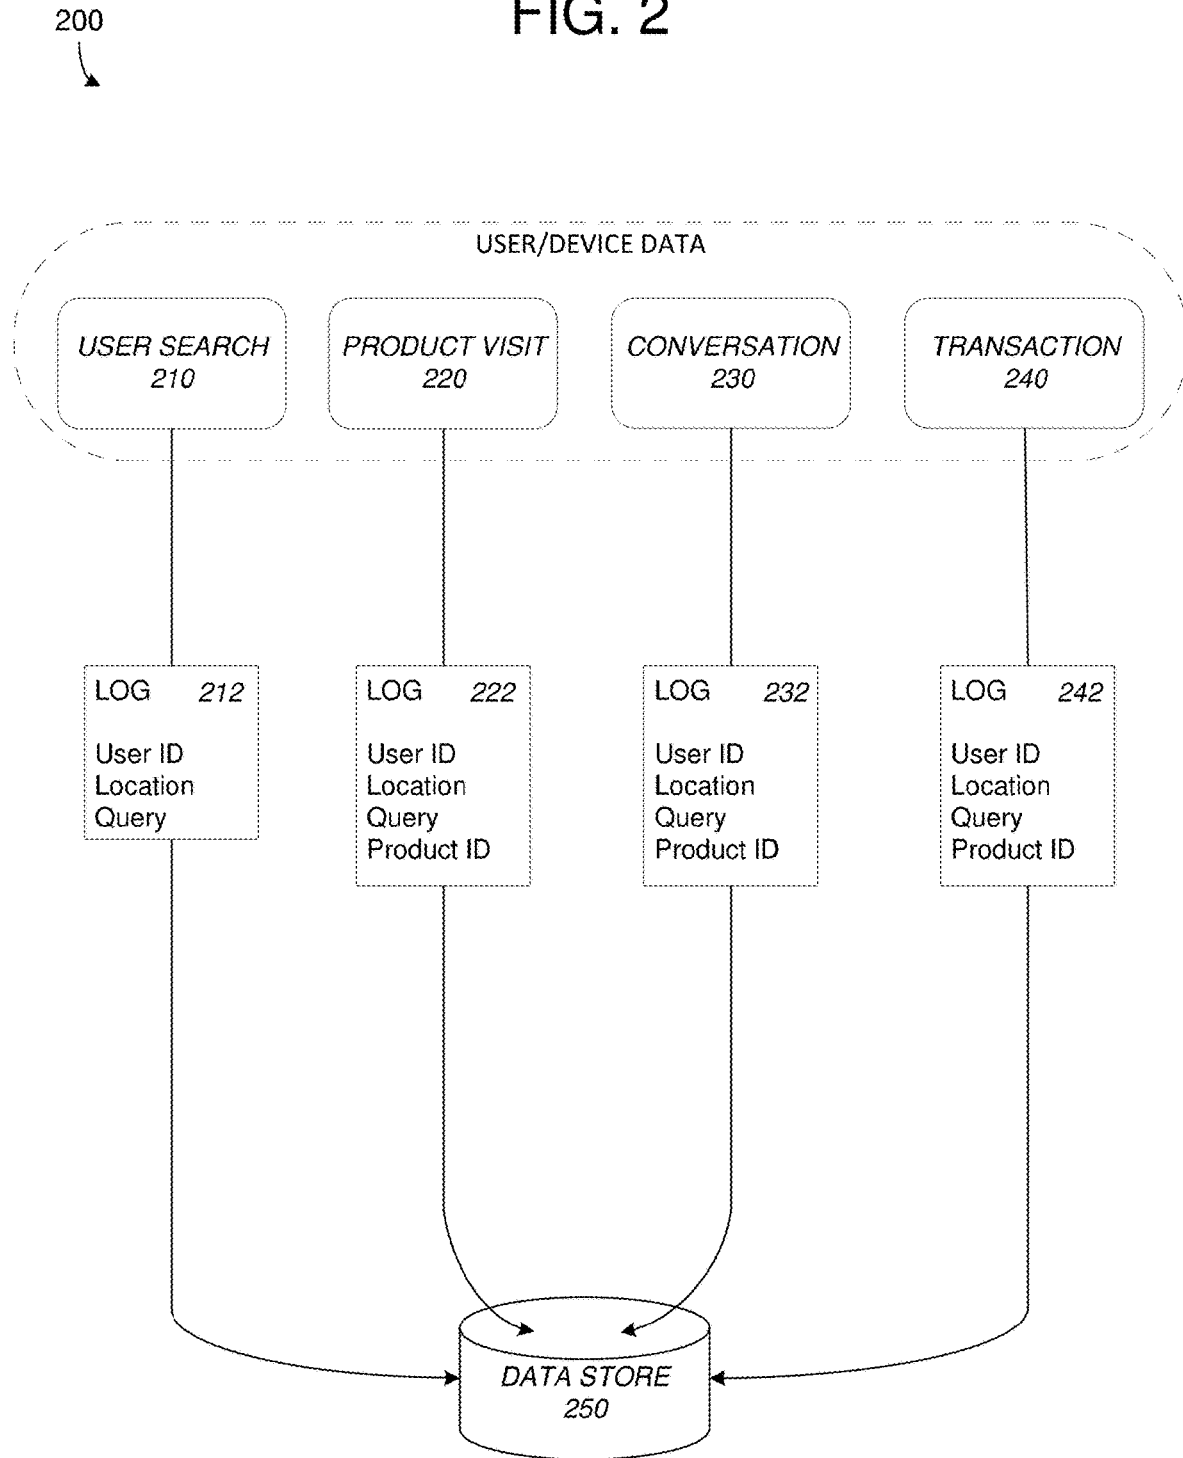 FIG. 2
200
USER/DEVICE DATA
USER SEARCH
210
PRODUCT VISIT
220
CONVERSATION
230
TRANSACTION
240
LOG 212
User ID
Location
Query
LOG 222
User ID
Location
Query
Product ID
LOG 232
User ID
Location
Query
Product ID
LOG 242
User ID
Location
Query
Product ID
DATA STORE
250